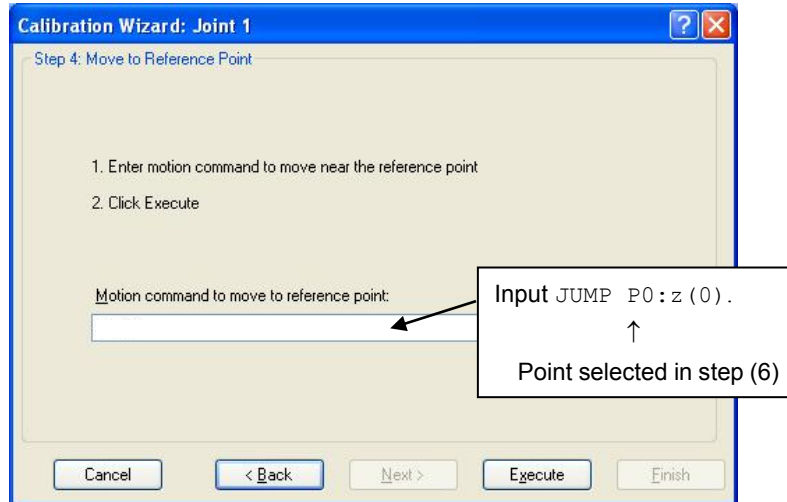 Calibration Wizard: Joint 1
Step 4: Move to Reference Point
1. Enter motion command to move near the reference point
2. Click Execute
Motion command to move to reference point:
Input JUMP P0:z(0).
↑
Point selected in step (6)
Cancel
< Back
Next >
Execute
Finish